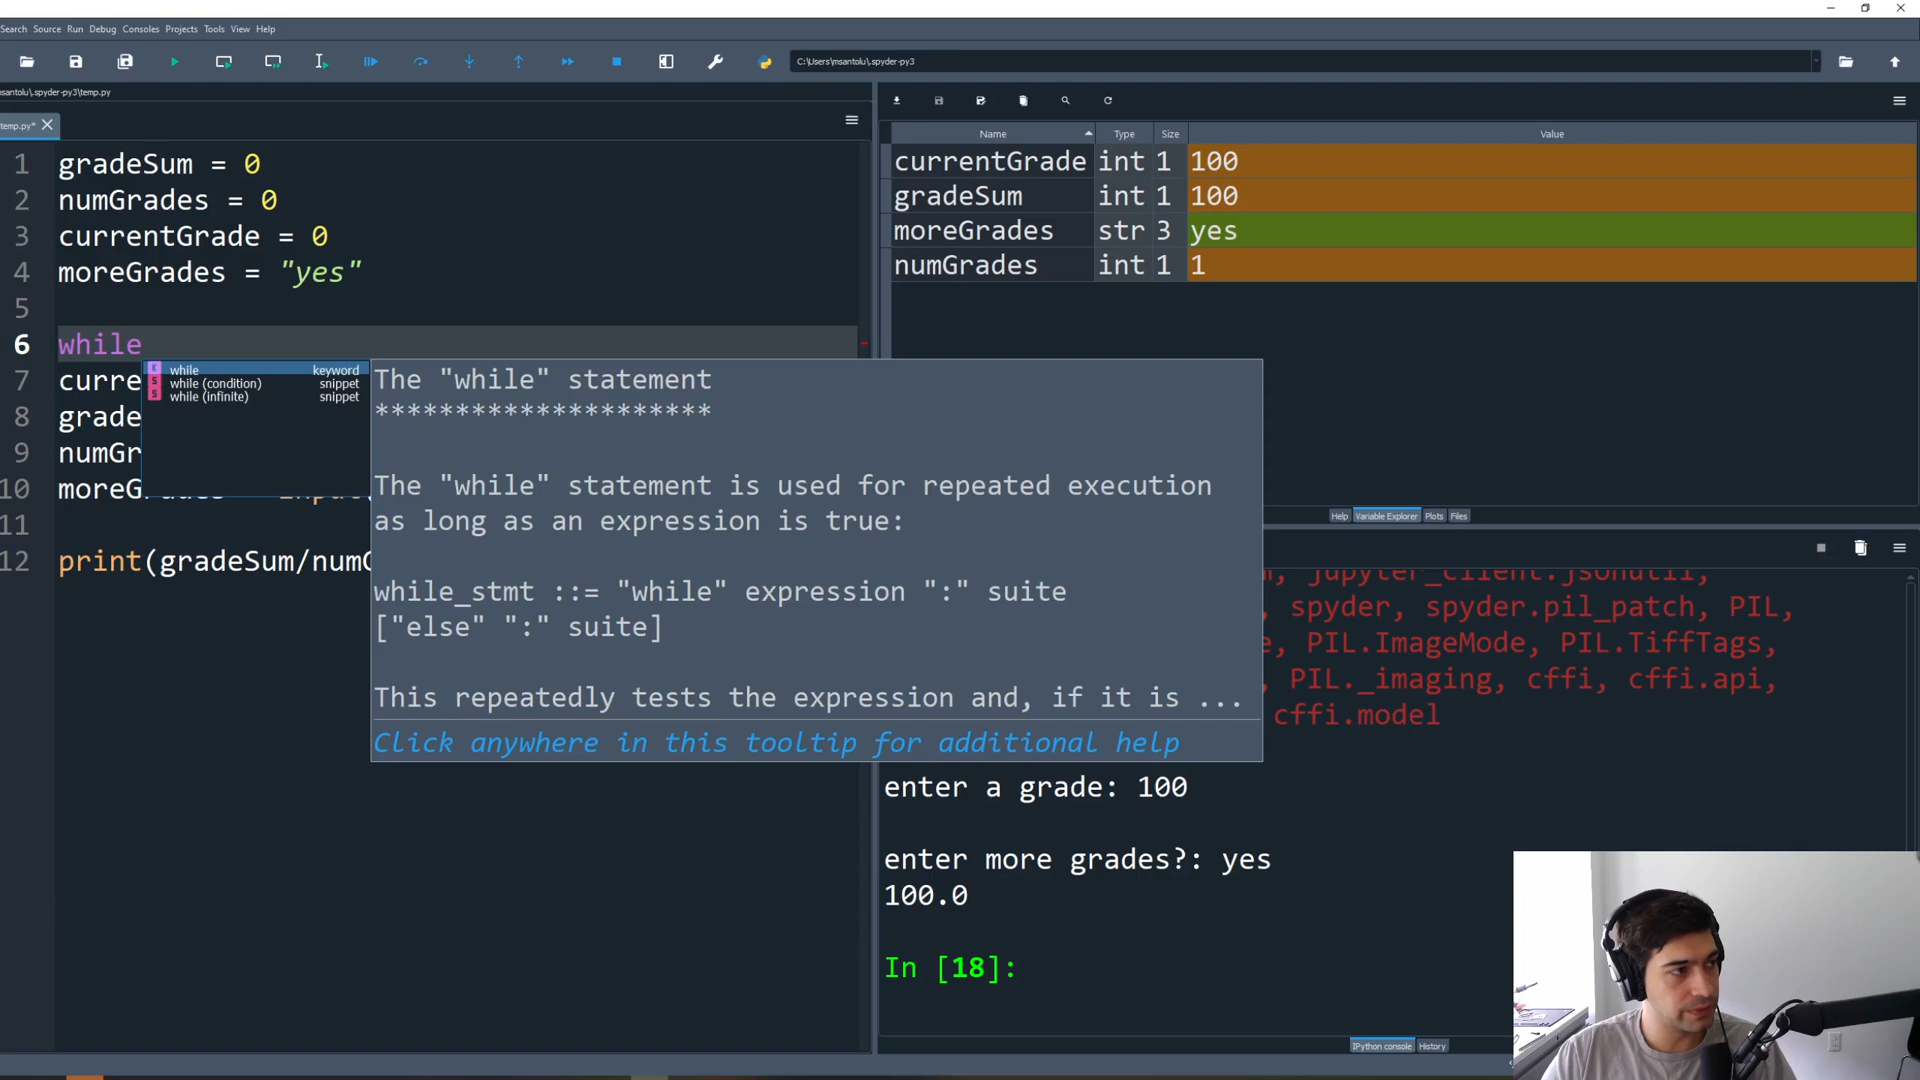 Search Source Run Debug Consoles Projects Tools View Help
C:\Users\msantolu\.spyder-py3
santolu\.spyder-py3\temp.py
temp.py*
1 gradeSum = 0
2 numGrades = 0
3 currentGrade = 0
4 moreGrades = "yes"
5
6 while
7 curre
8 grade
9 numGr
10 moreG
11
12 print(gradeSum/num
while keyword
while (condition) snippet
while (infinite) snippet
The "while" statement
*********************
The "while" statement is used for repeated execution
as long as an expression is true:
while_stmt ::= "while" expression ":" suite
["else" ":" suite]
This repeatedly tests the expression and, if it is ...
Click anywhere in this tooltip for additional help
Name Type Size Value
currentGrade int 1 100
gradeSum int 1 100
moreGrades str 3 yes
numGrades int 1 1
Help Variable Explorer Plots Files
jupyter_client.jsonutil,
spyder, spyder.pil_patch, PIL,
PIL.ImageMode, PIL.TiffTags,
PIL._imaging, cffi, cffi.api,
cffi.model
enter a grade: 100
enter more grades?: yes
100.0
In [18]:
IPython console History